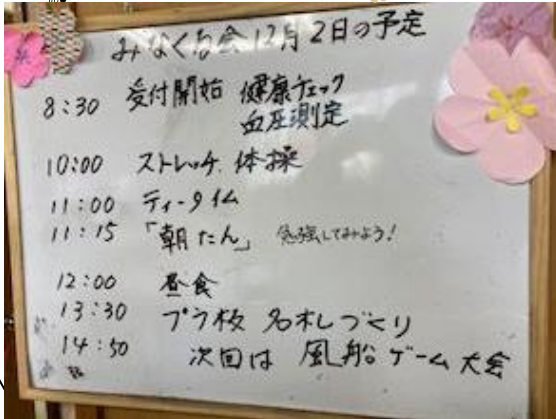 みなくる会12月2日の予定
8:30 受付開始 健康チェック
血圧測定
10:00 ストレッチ 体操
11:00 ティータイム
11:15 「朝たん」 勉強してみよう!
12:00 昼食
13:30 プラ板 名札づくり
14:50 次回は 風船ゲーム大会